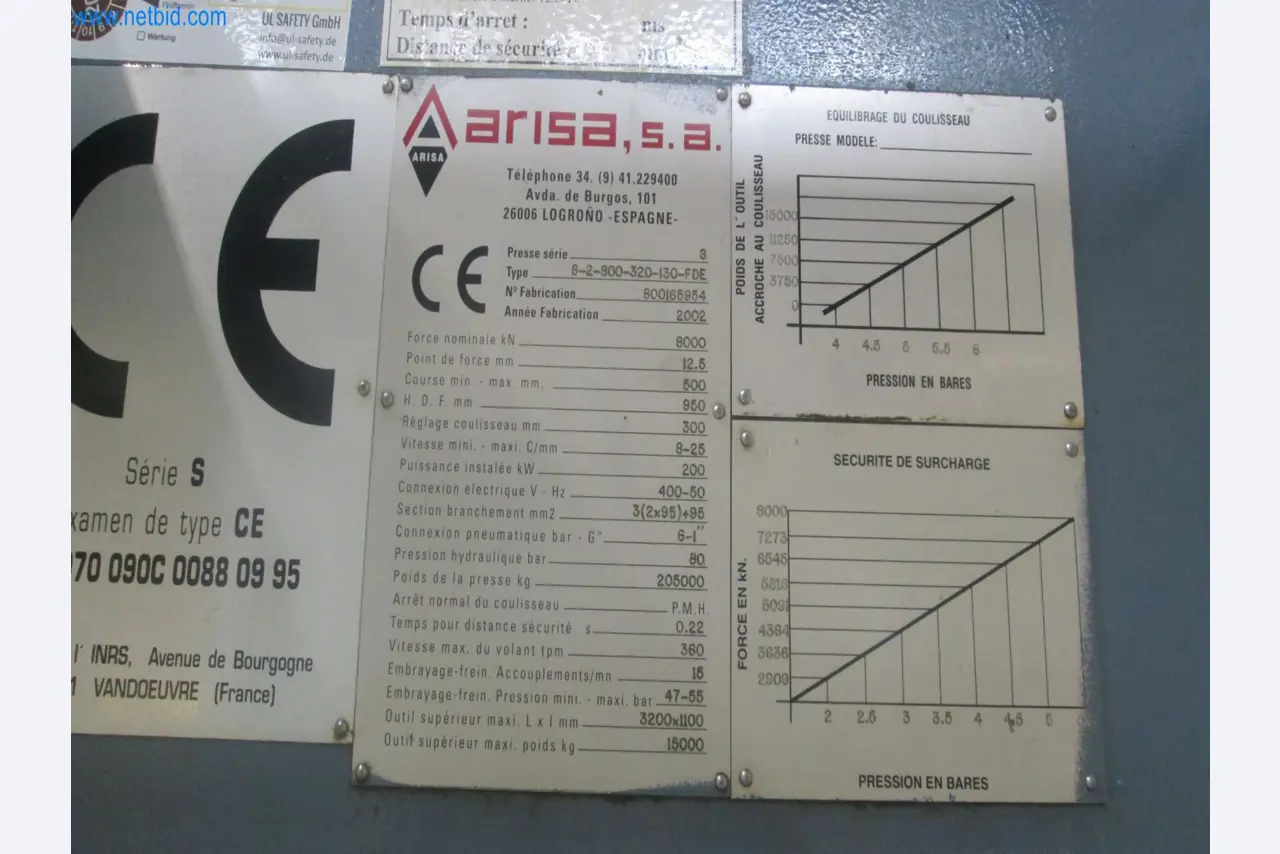 www.netbid.com
Prüftermin
Wartung
UL SAFETY GmbH
info@ul-safety.de
www.ul-safety.de
Temps d'arret : ms
Distance de sécurité
CE
Série S
examen de type CE
070 090C 0088 09 95
l' INRS, Avenue de Bourgogne
VANDOEUVRE (France)
ARISA
arisa, s.a.
Téléphone 34. (9) 41.229400
Avda. de Burgos, 101
26006 LOGROÑO -ESPAGNE-
CE
Presse série S
Type S-2-800-320-130-FDE
Nº Fabrication 800165954
Année Fabrication 2002
Force nominale kN 8000
Point de force mm 12.5
Course min. - max. mm. 500
H. D. F. mm 950
Règlage coulisseau mm 300
Vitesse mini. - maxi. C/mm 8-25
Puissance instalée kW 200
Connexion èlectrique V - Hz 400-50
Section branchement mm2 3(2x95)+95
Connexion pneumatique bar - G" 6-1"
Pression hydraulique bar 80
Poids de la presse kg 205000
Arrêt normal du coulisseau P.M.H.
Temps pour distance sécurité s 0.22
Vitesse max. du volant tpm 360
Embrayage-frein. Accouplements/mn 15
Embrayage-frein. Pression mini. - maxi. bar 47-55
Outil supérieur maxi. L x l mm 3200x1100
Outil supérieur maxi. poids kg 15000
EQUILIBRAGE DU COULISSEAU
PRESSE MODELE:
POIDS DE L'OUTIL
ACCROCHE AU COULISSEAU
15000
11250
7500
3750
0
4 4.5 5 5.5 6
PRESSION EN BARES
SECURITE DE SURCHARGE
FORCE EN kN.
8000
7273
6545
5818
5091
4364
3636
2909
2 2.5 3 3.5 4 4.5 5
PRESSION EN BARES